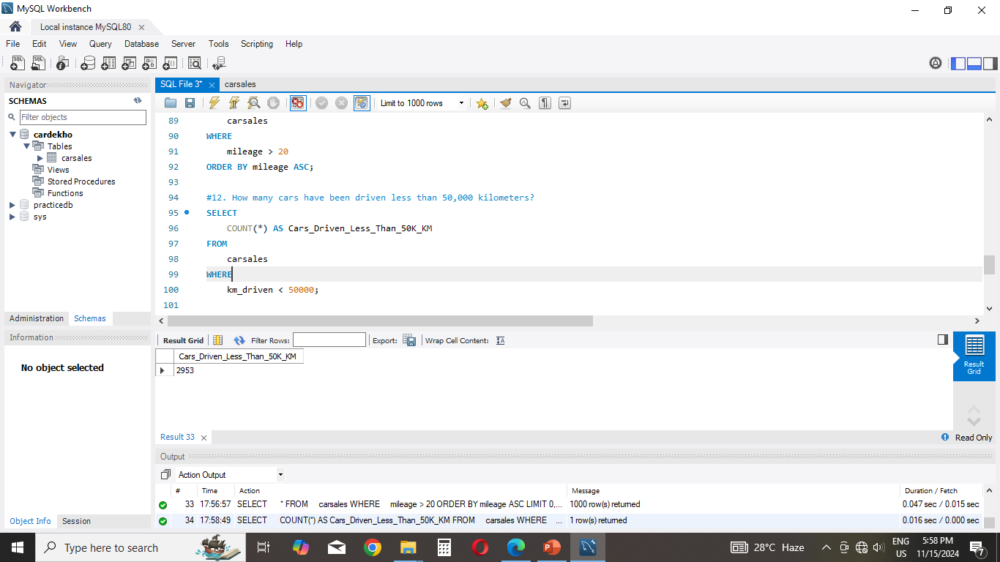 MySQL Workbench
Local instance MySQL80
File Edit View Query Database Server Tools Scripting Help
Navigator
SCHEMAS
Filter objects
cardekho
Tables
carsales
Views
Stored Procedures
Functions
practicedb
sys
Administration Schemas
Information
No object selected
Object Info Session
SQL File 3* carsales
Limit to 1000 rows
89 carsales
90 WHERE
91 mileage > 20
92 ORDER BY mileage ASC;
93
94 #12. How many cars have been driven less than 50,000 kilometers?
95 SELECT
96 COUNT(*) AS Cars_Driven_Less_Than_50K_KM
97 FROM
98 carsales
99 WHERE
100 km_driven < 50000;
101
Result Grid Filter Rows: Export: Wrap Cell Content:
Cars_Driven_Less_Than_50K_KM
2953
Result
Grid
Result 33
Read Only
Output
Action Output
# Time Action Message Duration / Fetch
33 17:56:57 SELECT * FROM carsales WHERE mileage > 20 ORDER BY mileage ASC LIMIT 0,... 1000 row(s) returned 0.047 sec / 0.015 sec
34 17:58:49 SELECT COUNT(*) AS Cars_Driven_Less_Than_50K_KM FROM carsales WHERE ... 1 row(s) returned 0.016 sec / 0.000 sec
Type here to search
28°C Haze
ENG
US
5:58 PM
11/15/2024
7